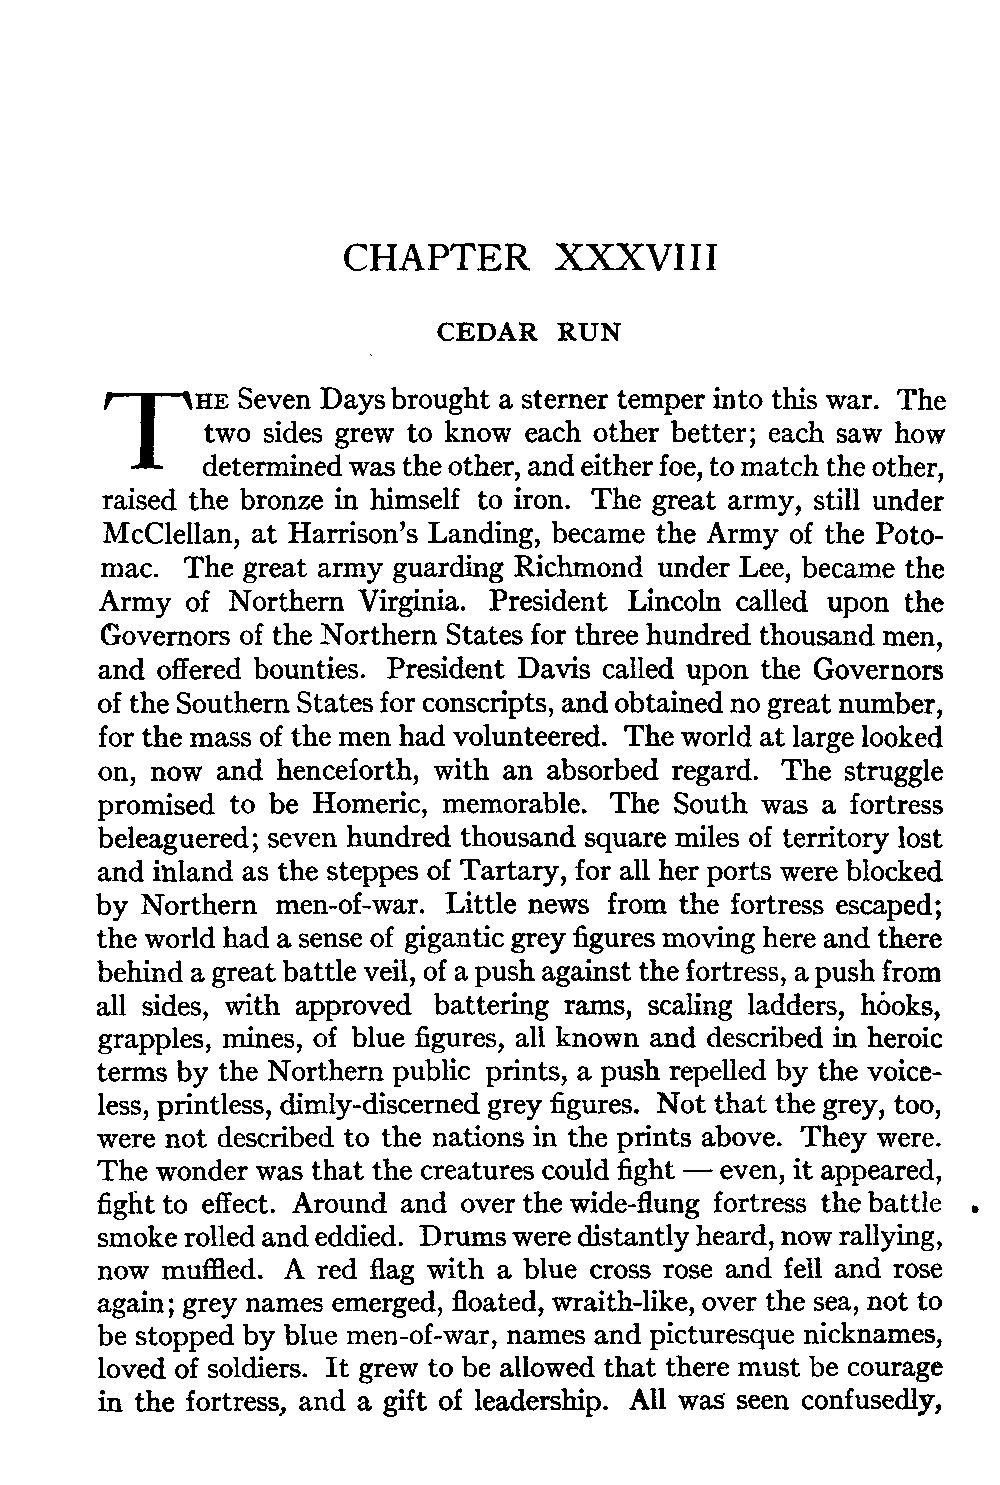 CHAPTER XXXVIII
CEDAR RUN
THE Seven Days brought a sterner temper into this war. The
two sides grew to know each other better; each saw how
determined was the other, and either foe, to match the other,
raised the bronze in himself to iron. The great army, still under
McClellan, at Harrison's Landing, became the Army of the Poto-
mac. The great army guarding Richmond under Lee, became the
Army of Northern Virginia. President Lincoln called upon the
Governors of the Northern States for three hundred thousand men,
and offered bounties. President Davis called upon the Governors
of the Southern States for conscripts, and obtained no great number,
for the mass of the men had volunteered. The world at large looked
on, now and henceforth, with an absorbed regard. The struggle
promised to be Homeric, memorable. The South was a fortress
beleaguered; seven hundred thousand square miles of territory lost
and inland as the steppes of Tartary, for all her ports were blocked
by Northern men-of-war. Little news from the fortress escaped;
the world had a sense of gigantic grey figures moving here and there
behind a great battle veil, of a push against the fortress, a push from
all sides, with approved battering rams, scaling ladders, hooks,
grapples, mines, of blue figures, all known and described in heroic
terms by the Northern public prints, a push repelled by the voice-
less, printless, dimly-discerned grey figures. Not that the grey, too,
were not described to the nations in the prints above. They were.
The wonder was that the creatures could fight — even, it appeared,
fight to effect. Around and over the wide-flung fortress the battle
smoke rolled and eddied. Drums were distantly heard, now rallying,
now muffled. A red flag with a blue cross rose and fell and rose
again; grey names emerged, floated, wraith-like, over the sea, not to
be stopped by blue men-of-war, names and picturesque nicknames,
loved of soldiers. It grew to be allowed that there must be courage
in the fortress, and a gift of leadership. All was seen confusedly,